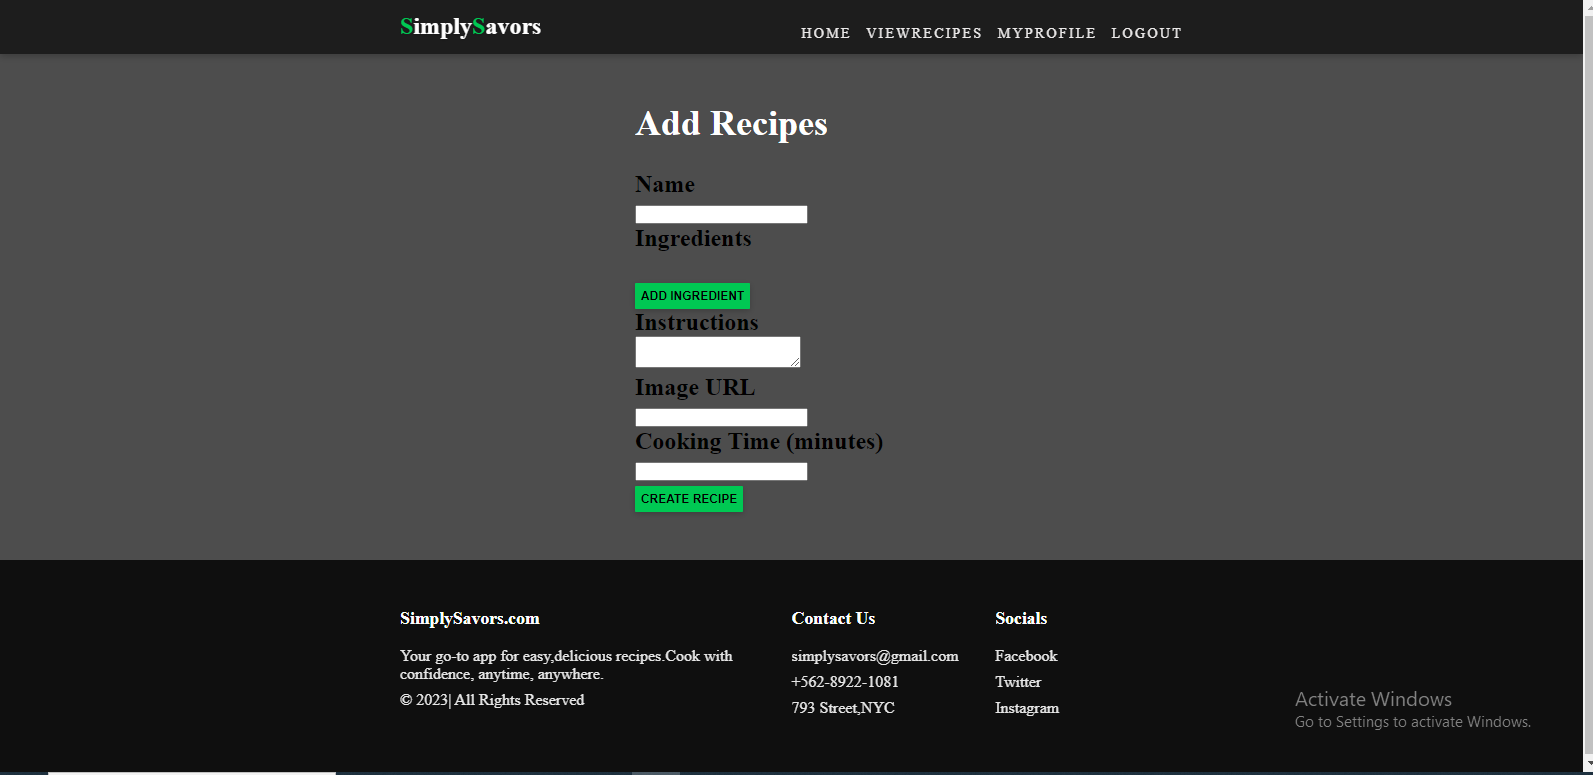 SimplySavors
HOME VIEWRECIPES MYPROFILE LOGOUT
Add Recipes
Name
Ingredients
ADD INGREDIENT
Instructions
Image URL
Cooking Time (minutes)
CREATE RECIPE
SimplySavors.com
Your go-to app for easy,delicious recipes.Cook with
confidence, anytime, anywhere.
© 2023| All Rights Reserved
Contact Us
simplysavors@gmail.com
+562-8922-1081
793 Street,NYC
Socials
Facebook
Twitter
Instagram
Activate Windows
Go to Settings to activate Windows.